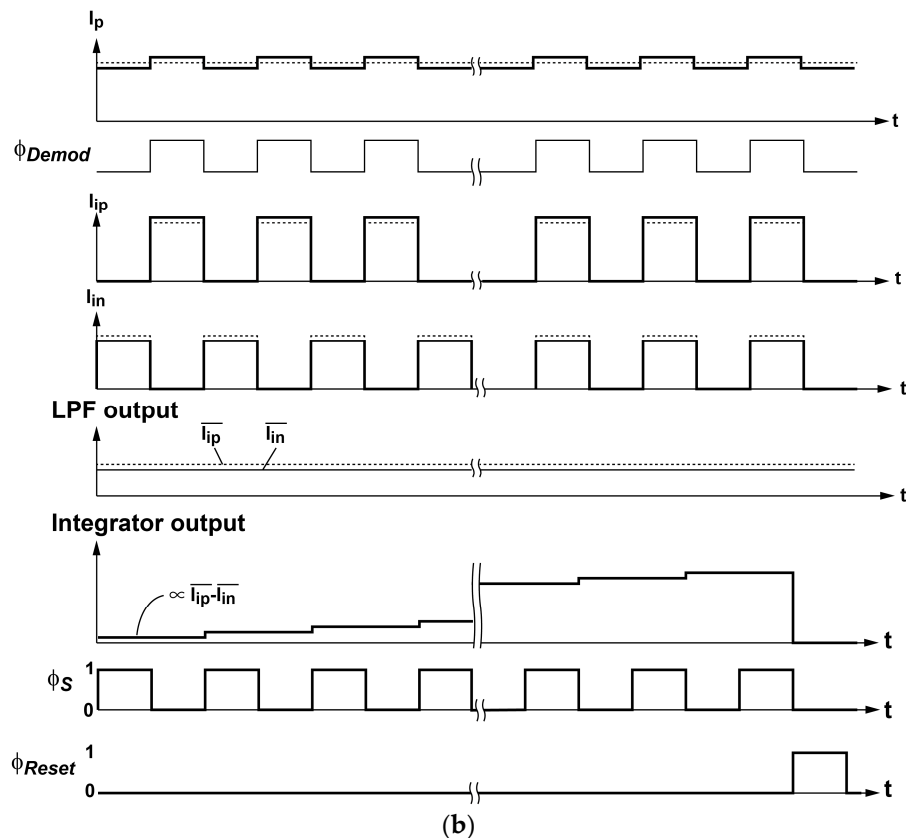 Ip
t
ϕDemod
Iip
t
Iin
t
LPF output
Iip Iin
t
Integrator output
∝ Iip-Iin
t
ϕS 1
0
t
ϕReset 1
0
t
(b)